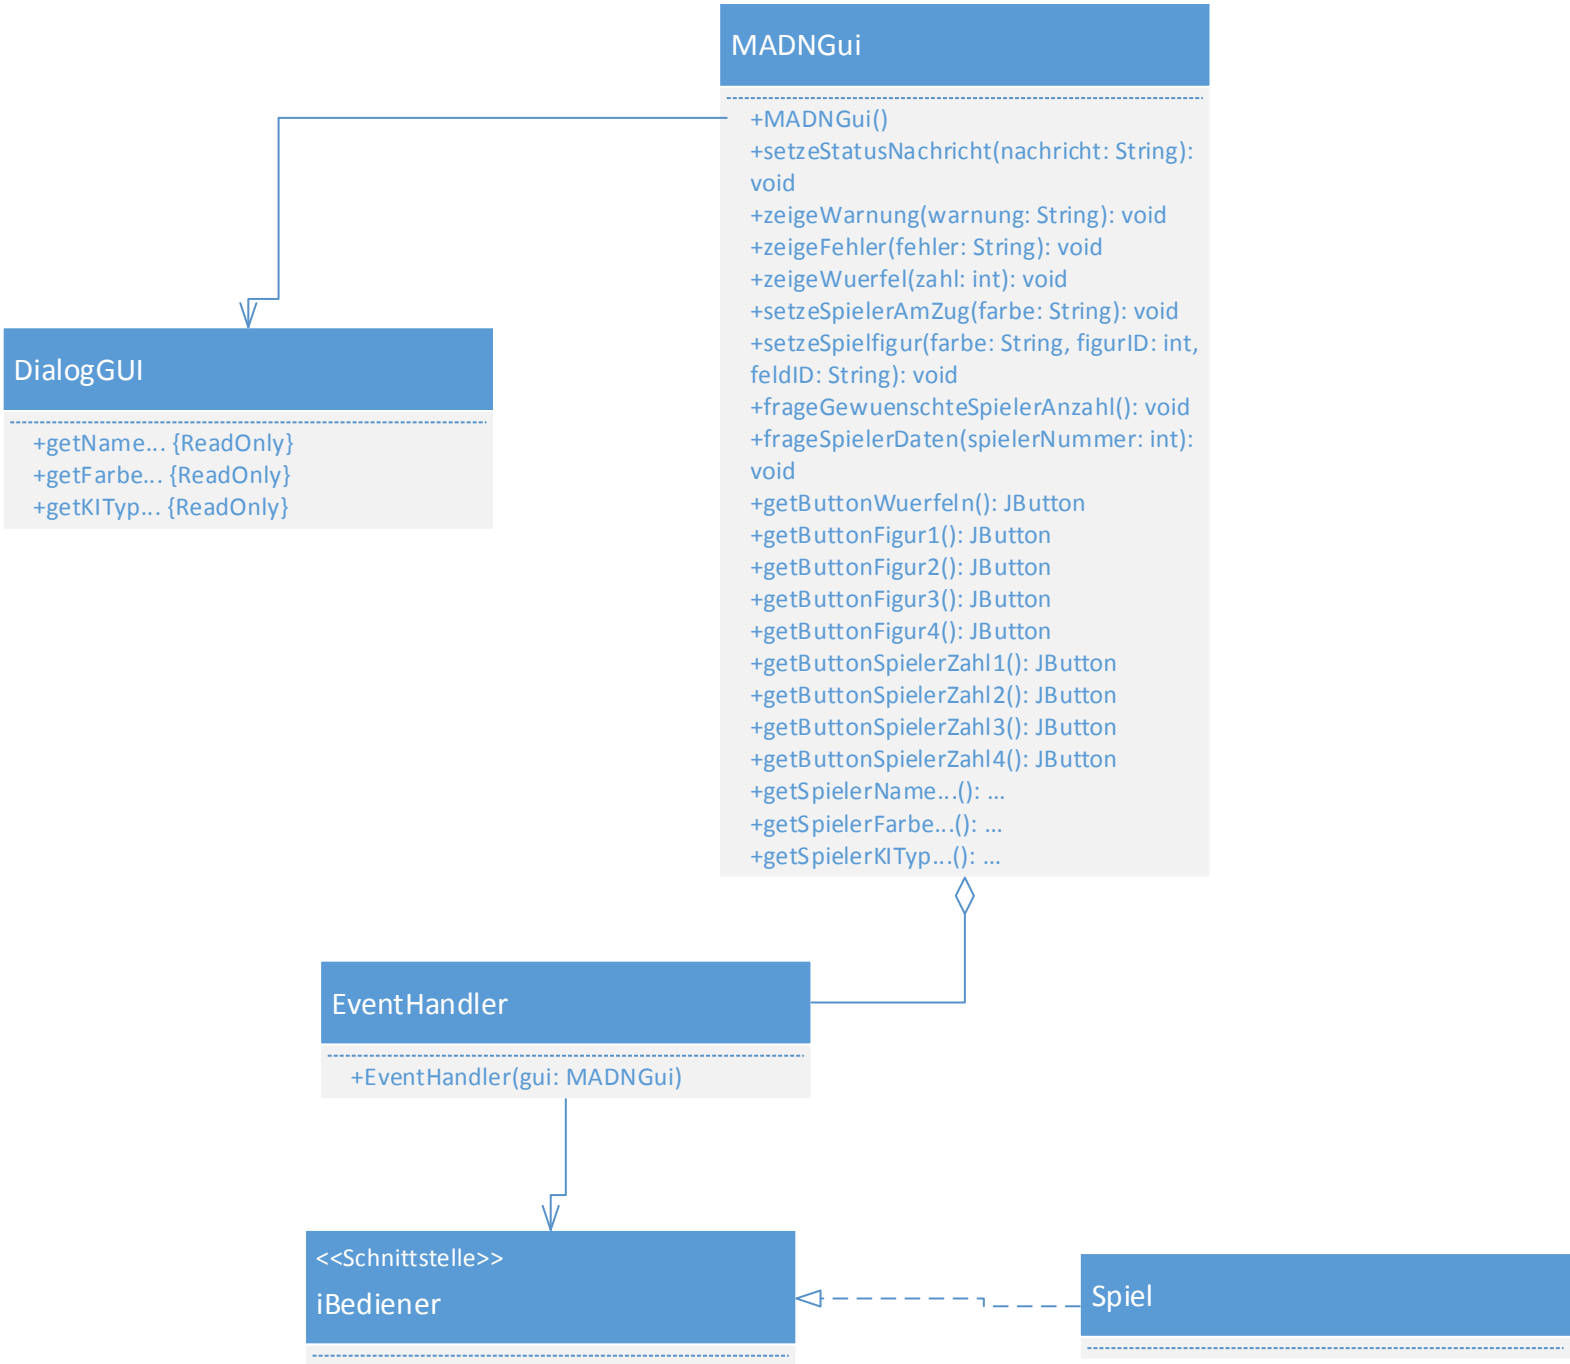 MADNGui
+MADNGui()
+setzeStatusNachricht(nachricht: String):
void
+zeigeWarnung(warnung: String): void
+zeigeFehler(fehler: String): void
+zeigeWuerfel(zahl: int): void
+setzeSpielerAmZug(farbe: String): void
+setzeSpielfigur(farbe: String, figurID: int,
feldID: String): void
+frageGewuenschteSpielerAnzahl(): void
+frageSpielerDaten(spielerNummer: int):
void
+getButtonWuerfeln(): JButton
+getButtonFigur1(): JButton
+getButtonFigur2(): JButton
+getButtonFigur3(): JButton
+getButtonFigur4(): JButton
+getButtonSpielerZahl1(): JButton
+getButtonSpielerZahl2(): JButton
+getButtonSpielerZahl3(): JButton
+getButtonSpielerZahl4(): JButton
+getSpielerName...(): ...
+getSpielerFarbe...(): ...
+getSpielerKITyp...(): ...
DialogGUI
+getName... {ReadOnly}
+getFarbe... {ReadOnly}
+getKITyp... {ReadOnly}
EventHandler
+EventHandler(gui: MADNGui)
<<Schnittstelle>>
iBediener
Spiel